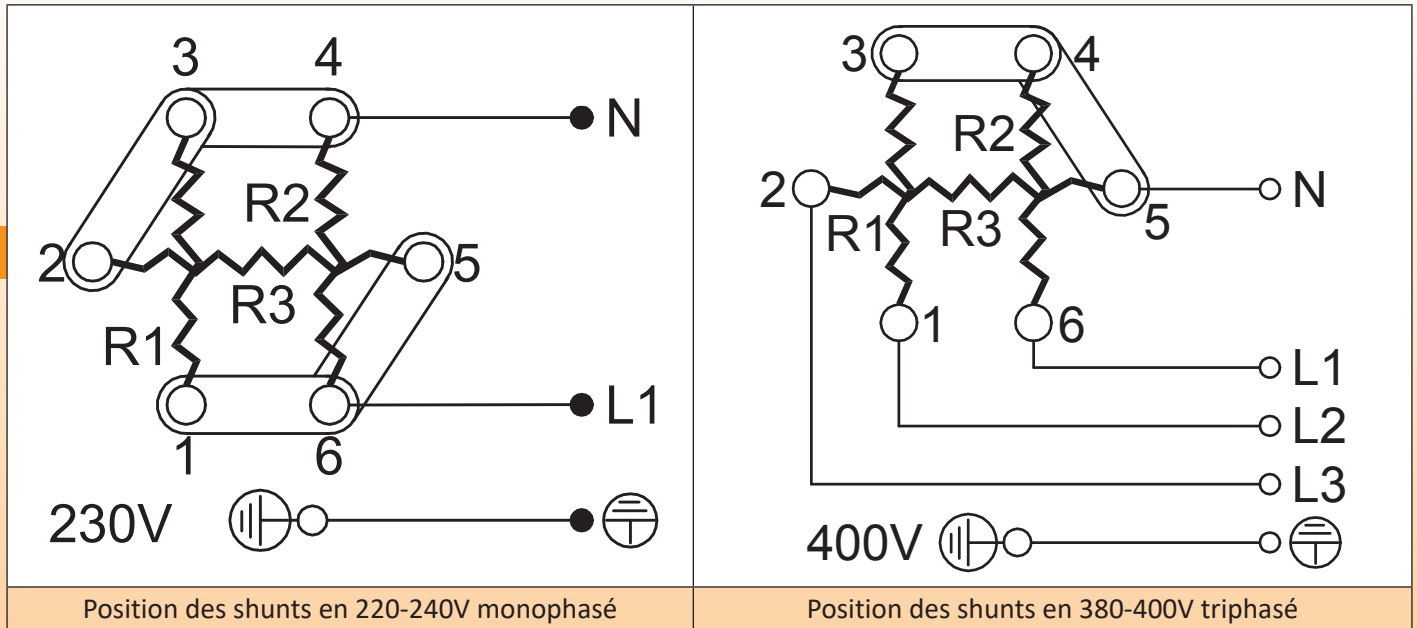 3 4
N
R2
2 5
R3
R1
L1
1 6
230V
Position des shunts en 220-240V monophasé
3 4
R2
2 N
R1 R3 5
1 6
L1
L2
L3
400V
Position des shunts en 380-400V triphasé